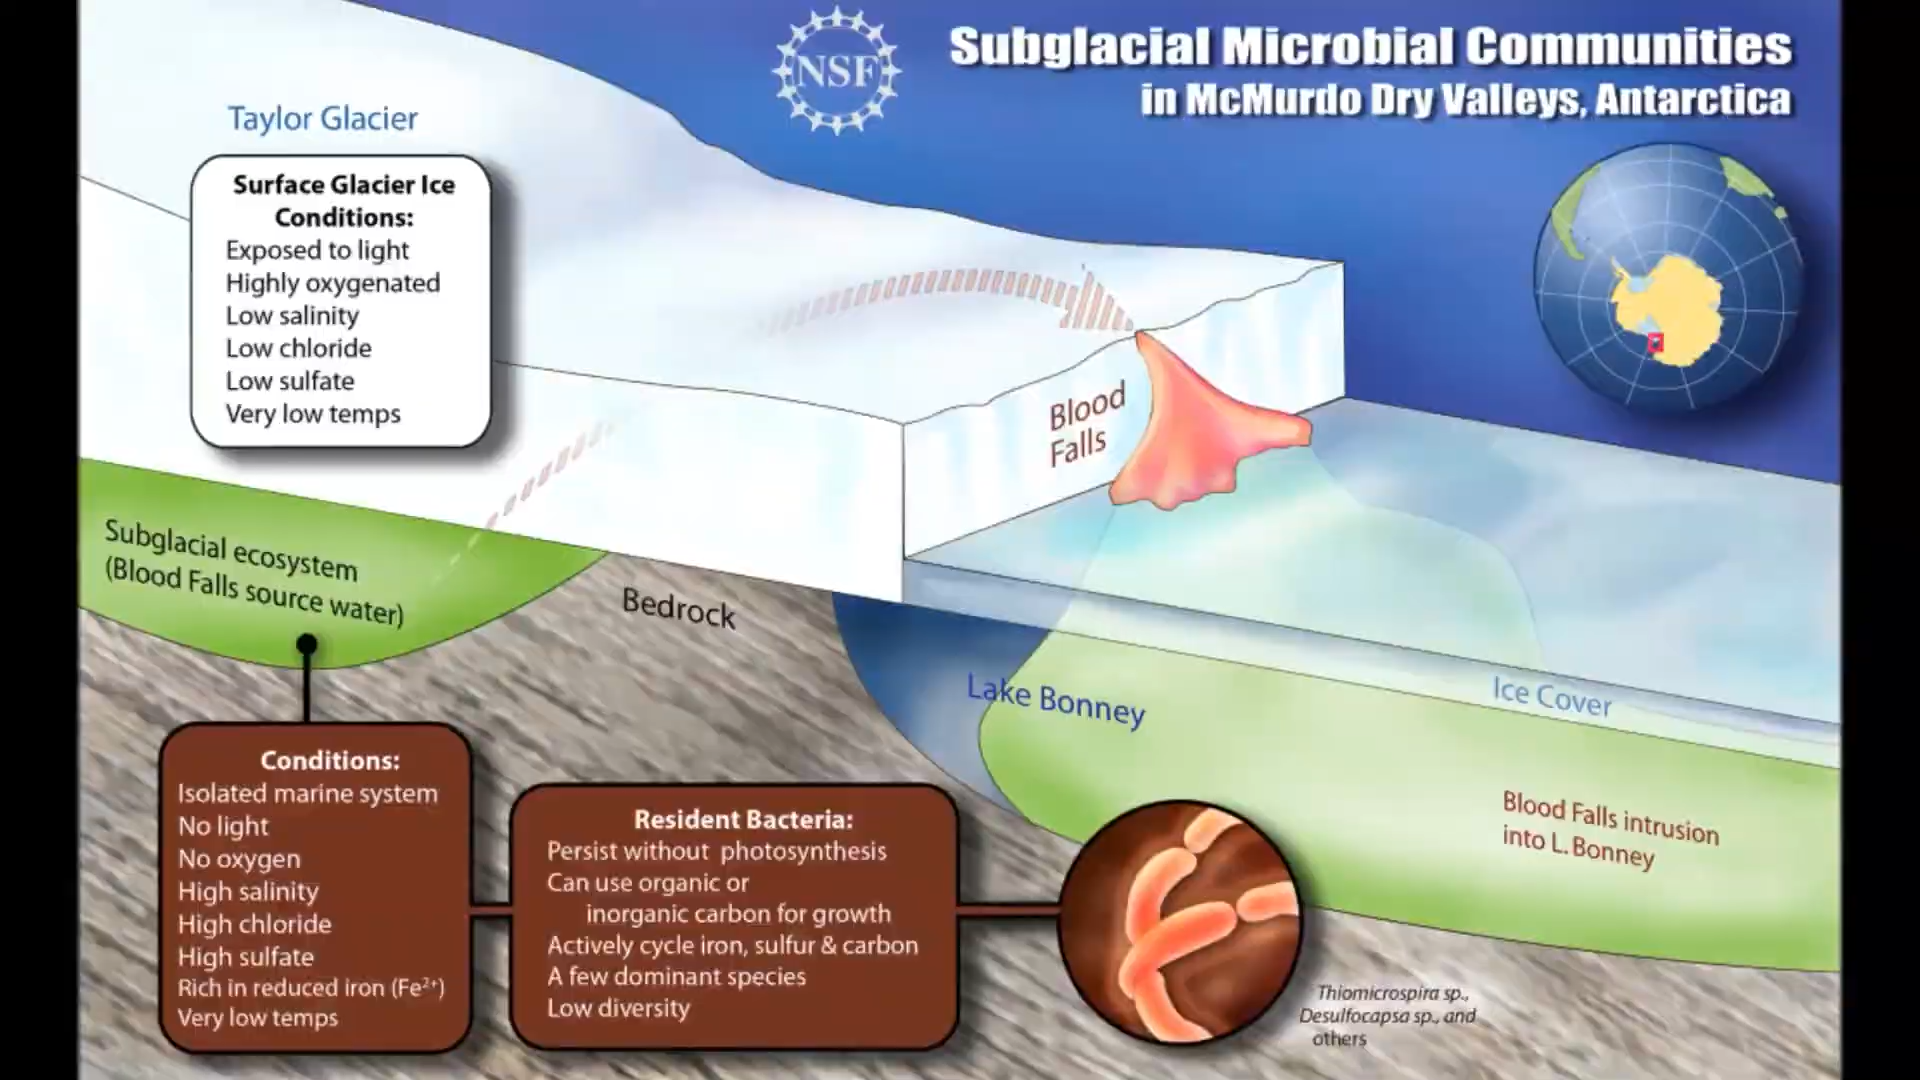 NSF
Subglacial Microbial Communities
in McMurdo Dry Valleys, Antarctica
Taylor Glacier
Surface Glacier Ice
Conditions:
Exposed to light
Highly oxygenated
Low salinity
Low chloride
Low sulfate
Very low temps
Blood
Falls
Subglacial ecosystem
(Blood Falls source water)
Bedrock
Lake Bonney
Ice Cover
Blood Falls intrusion
into L. Bonney
Conditions:
Isolated marine system
No light
No oxygen
High salinity
High chloride
High sulfate
Rich in reduced iron (Fe²⁺)
Very low temps
Resident Bacteria:
Persist without photosynthesis
Can use organic or
inorganic carbon for growth
Actively cycle iron, sulfur & carbon
A few dominant species
Low diversity
Thiomicrospira sp.,
Desulfocapsa sp., and
others